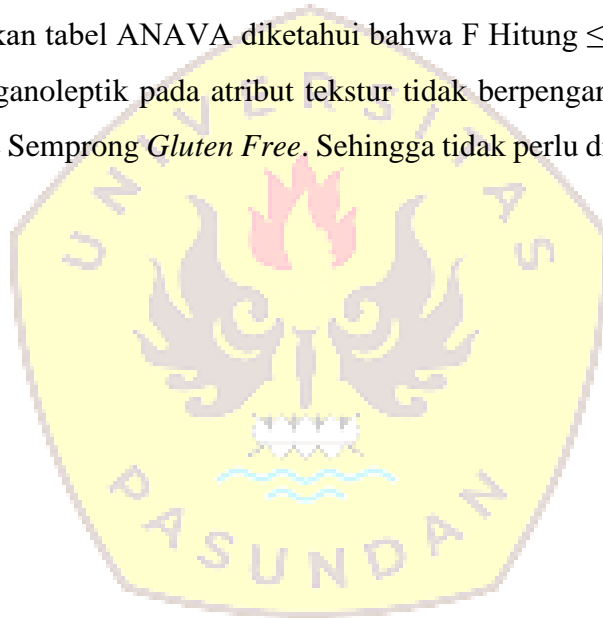 kan tabel ANAVA diketahui bahwa F Hitung ≤
ganoleptik pada atribut tekstur tidak berpengar
Semprong Gluten Free. Sehingga tidak perlu d
UNIVERSITAS
PASUNDAN